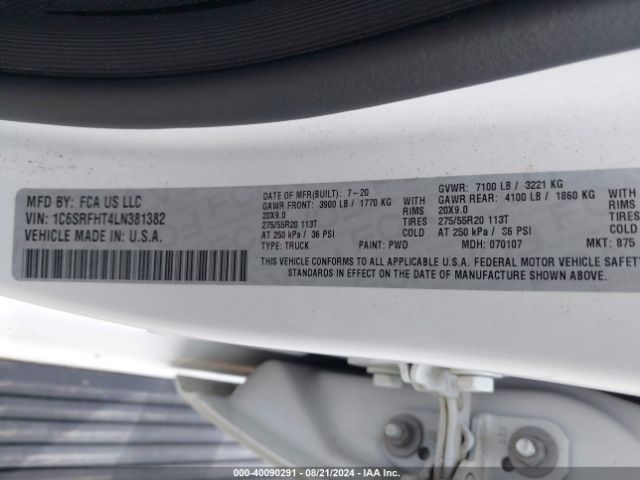 MFD BY: FCA US LLC
VIN: 1C6SRFHT4LN381382
VEHICLE MADE IN: U.S.A.
DATE OF MFR(BUILT): 7-20
GAWR FRONT: 3900 LB / 1770 KG
20X9.0 RIMS
275/55R20 113T TIRES
AT 250 kPa / 36 PSI COLD
TYPE: TRUCK PAINT: PWD
GVWR: 7100 LB / 3221 KG
GAWR REAR: 4100 LB / 1860 KG
20X9.0 RIMS
275/55R20 113T TIRES
AT 250 kPa / 36 PSI COLD
MDH: 070107 MKT: 875
THIS VEHICLE CONFORMS TO ALL APPLICABLE U.S.A. FEDERAL MOTOR VEHICLE SAFETY
STANDARDS IN EFFECT ON THE DATE OF MANUFACTURE SHOWN ABOVE.
000-40090291 - 08/21/2024 - IAA Inc.